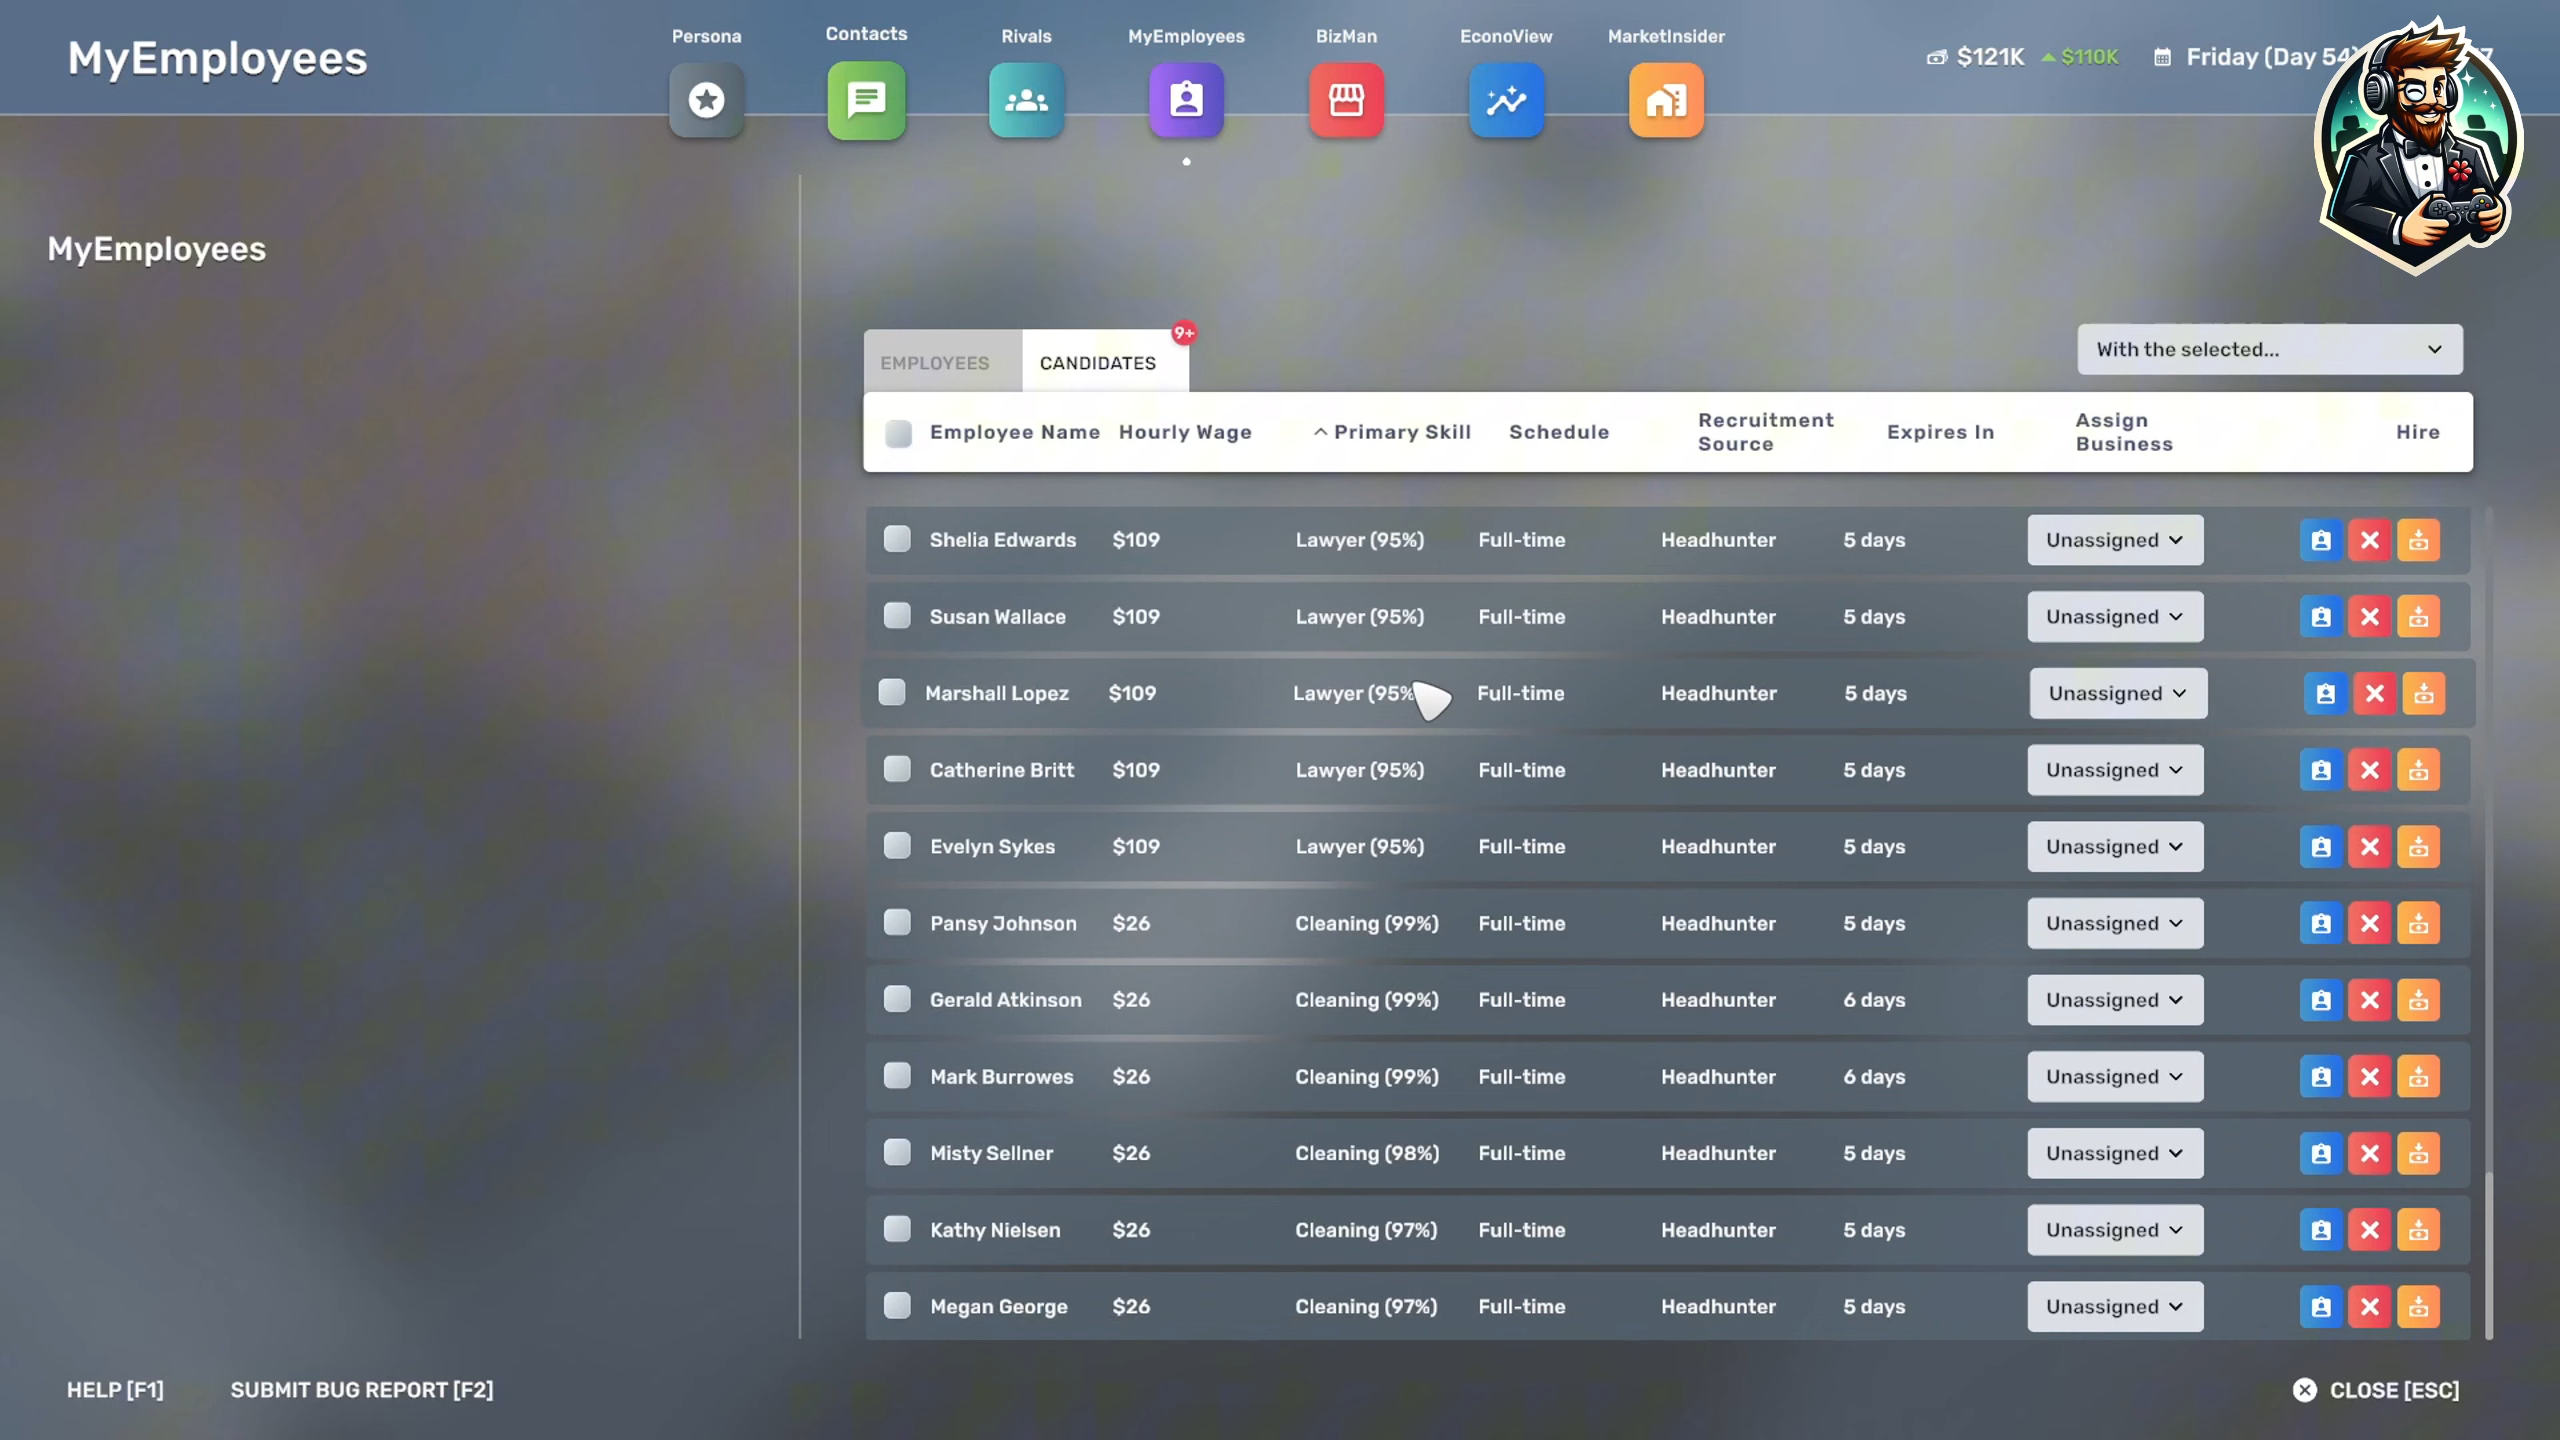 MyEmployees
Persona
Contacts
Rivals
MyEmployees
BizMan
EconoView
MarketInsider
$121K $110K Friday (Day 54)
MyEmployees
EMPLOYEES CANDIDATES 9+
With the selected...
Employee Name Hourly Wage Primary Skill Schedule Recruitment Source Expires In Assign Business Hire
Shelia Edwards $109 Lawyer (95%) Full-time Headhunter 5 days Unassigned
Susan Wallace $109 Lawyer (95%) Full-time Headhunter 5 days Unassigned
Marshall Lopez $109 Lawyer (95% Full-time Headhunter 5 days Unassigned
Catherine Britt $109 Lawyer (95%) Full-time Headhunter 5 days Unassigned
Evelyn Sykes $109 Lawyer (95%) Full-time Headhunter 5 days Unassigned
Pansy Johnson $26 Cleaning (99%) Full-time Headhunter 5 days Unassigned
Gerald Atkinson $26 Cleaning (99%) Full-time Headhunter 6 days Unassigned
Mark Burrowes $26 Cleaning (99%) Full-time Headhunter 6 days Unassigned
Misty Sellner $26 Cleaning (98%) Full-time Headhunter 5 days Unassigned
Kathy Nielsen $26 Cleaning (97%) Full-time Headhunter 5 days Unassigned
Megan George $26 Cleaning (97%) Full-time Headhunter 5 days Unassigned
HELP [F1] SUBMIT BUG REPORT [F2] CLOSE [ESC]